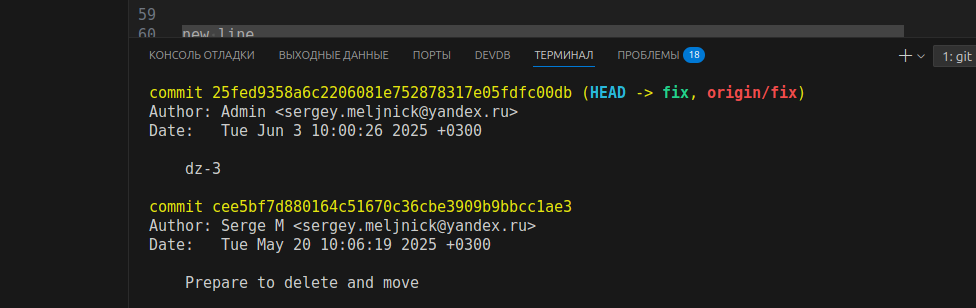 59
60 new line
КОНСОЛЬ ОТЛАДКИ ВЫХОДНЫЕ ДАННЫЕ ПОРТЫ DEVDB ТЕРМИНАЛ ПРОБЛЕМЫ 18 1: git
commit 25fed9358a6c2206081e752878317e05fdfc00db (HEAD -> fix, origin/fix)
Author: Admin <sergey.meljnick@yandex.ru>
Date:   Tue Jun 3 10:00:26 2025 +0300
dz-3
commit cee5bf7d880164c51670c36cbe3909b9bbcc1ae3
Author: Serge M <sergey.meljnick@yandex.ru>
Date:   Tue May 20 10:06:19 2025 +0300
Prepare to delete and move